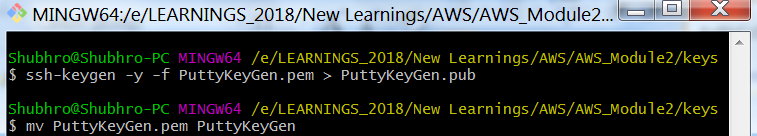 MINGW64:/e/LEARNINGS_2018/New Learnings/AWS/AWS_Module2...
Shubhro@Shubhro-PC MINGW64 /e/LEARNINGS_2018/New Learnings/AWS/AWS_Module2/keys
$ ssh-keygen -y -f PuttyKeyGen.pem > PuttyKeyGen.pub
Shubhro@Shubhro-PC MINGW64 /e/LEARNINGS_2018/New Learnings/AWS/AWS_Module2/keys
$ mv PuttyKeyGen.pem PuttyKeyGen